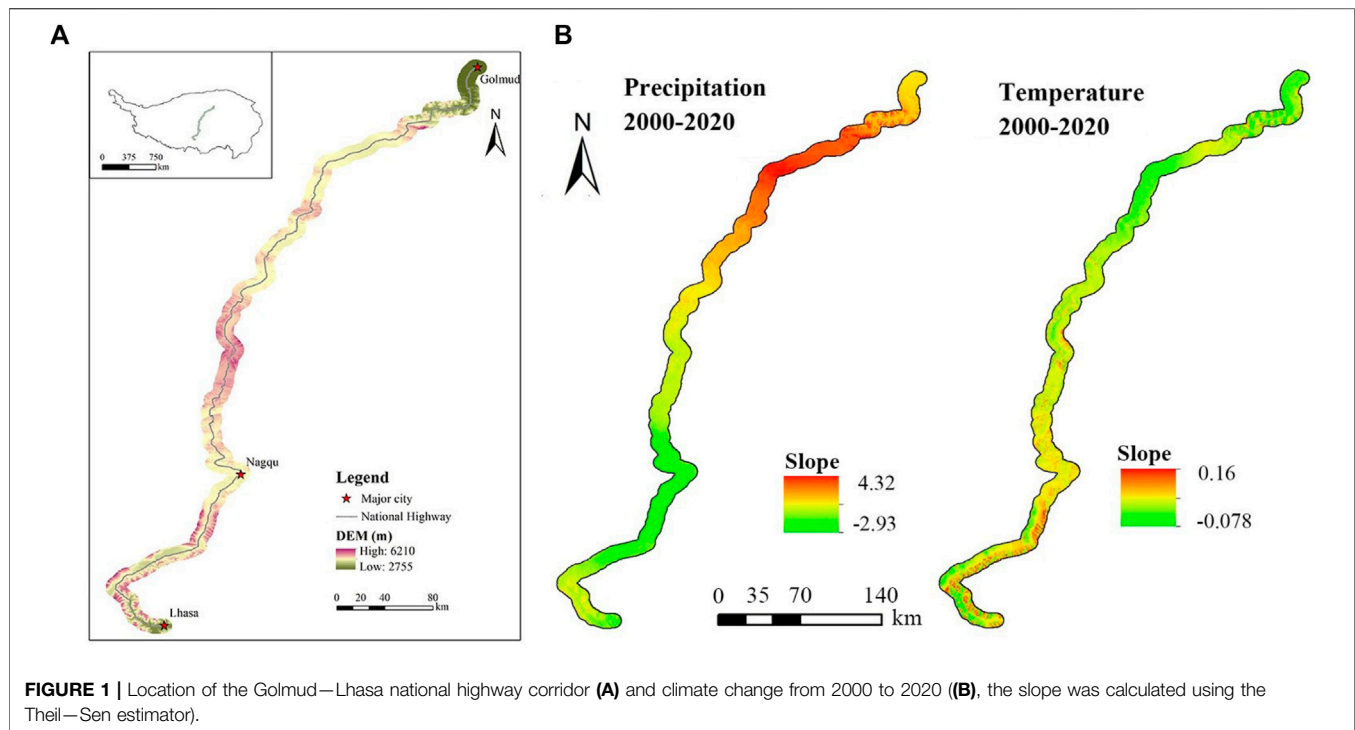 A
B
Golmud
N
0 375 750
km
Nagqu
Legend
Major city
National Highway
DEM (m)
High: 6210
Low: 2755
0 20 40 80
km
Lhasa
Precipitation
2000-2020
N
Temperature
2000-2020
Slope
4.32
-2.93
Slope
0.16
-0.078
0 35 70 140
km
FIGURE 1 | Location of the Golmud—Lhasa national highway corridor (A) and climate change from 2000 to 2020 ((B), the slope was calculated using the
Theil—Sen estimator).